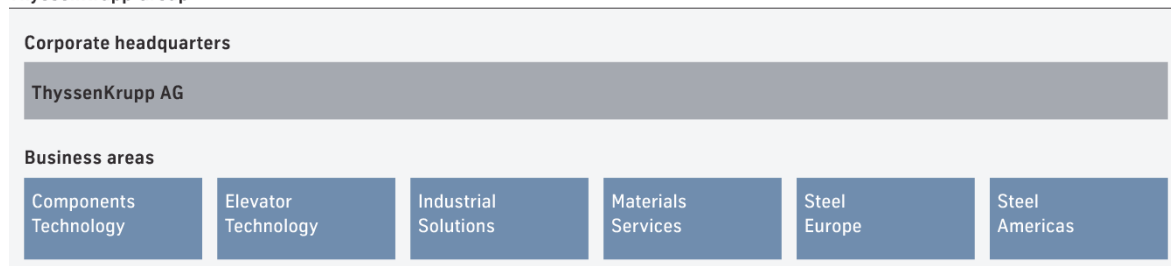 Corporate headquarters
ThyssenKrupp AG
Business areas
Components
Technology
Elevator
Technology
Industrial
Solutions
Materials
Services
Steel
Europe
Steel
Americas